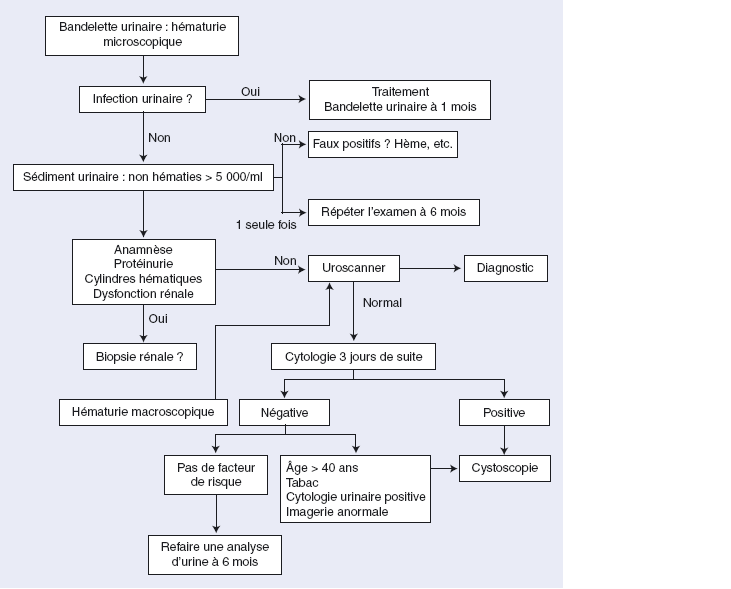 Bandelette urinaire : hématurie
microscopique
Infection urinaire ?
Oui
Traitement
Bandelette urinaire à 1 mois
Non
Non
Faux positifs ? Hème, etc.
Sédiment urinaire : non hématies > 5 000/ml
Répéter l'examen à 6 mois
1 seule fois
Anamnèse
Protéinurie
Cylindres hématiques
Dysfonction rénale
Non
Uroscanner
Diagnostic
Oui
Normal
Biopsie rénale ?
Cytologie 3 jours de suite
Hématurie macroscopique
Négative
Positive
Pas de facteur
de risque
Âge > 40 ans
Tabac
Cytologie urinaire positive
Imagerie anormale
Cystoscopie
Refaire une analyse
d'urine à 6 mois